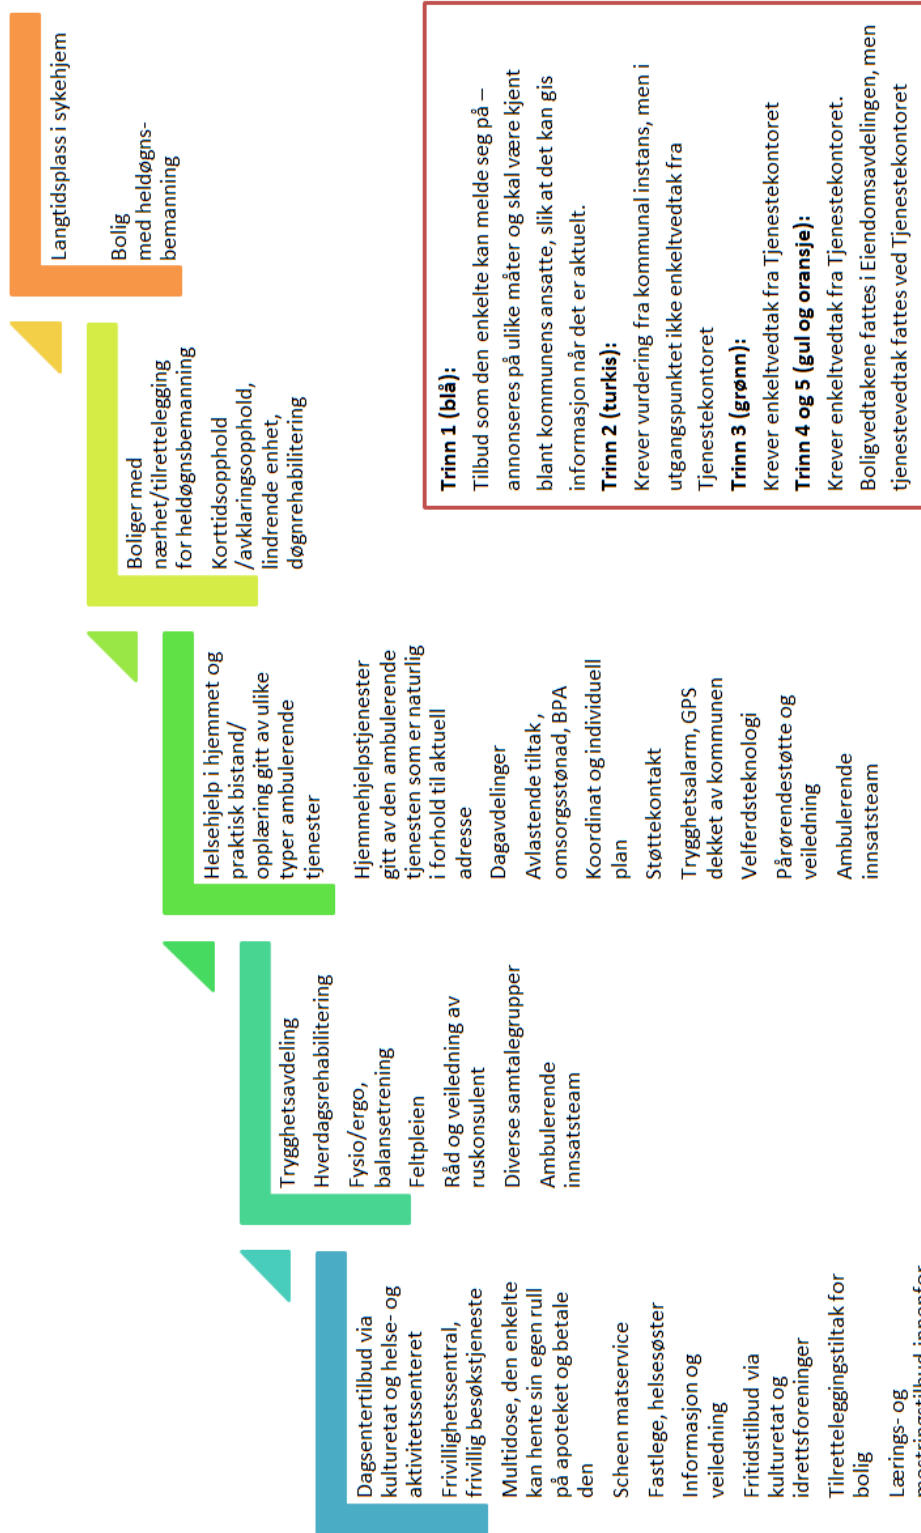 Dagsentertilbud via
kulturetat og helse- og
aktivitetssenteret
Frivillighetssentral,
frivillig besøkstjeneste
Multidose, den enkelte
kan hente sin egen rull
på apoteket og betale
den
Scheen matservice
Fastlege, helsesøster
Informasjon og
veiledning
Fritidstilbud via
kulturetat og
idrettsforeninger
Tilretteleggingstiltak for
bolig
Lærings- og
mestringstilbud innenfor
Trygghetsavdeling
Hverdagsrehabilitering
Fysio/ergo,
balansetrening
Feltpleien
Råd og veiledning av
ruskonsulent
Diverse samtalegrupper
Ambulerende
innsatsteam
Helsehjelp i hjemmet og
praktisk bistand/
opplæring gitt av ulike
typer ambulerende
tjenester
Hjemmehjelpstjenester
gitt av den ambulerende
tjenesten som er naturlig
i forhold til aktuell
adresse
Dagavdelinger
Avlastende tiltak,
omsorgsstønad, BPA
Koordinat og individuell
plan
Støttekontakt
Trygghetsalarm, GPS
dekket av kommunen
Velferdsteknologi
Pårørendestøtte og
veiledning
Ambulerende
innsatsteam
Boliger med
nærhet/tilrettelegging
for heldøgnsbemanning
Korttidsopphold
/avklaringsopphold,
lindrende enhet,
døgnrehabilitering
Langtidsplass i sykehjem
Bolig
med heldøgns-
bemanning
Trinn 1 (blå):
Tilbud som den enkelte kan melde seg på –
annonseres på ulike måter og skal være kjent
blant kommunens ansatte, slik at det kan gis
informasjon når det er aktuelt.
Trinn 2 (turkis):
Krever vurdering fra kommunal instans, men i
utgangspunktet ikke enkeltvedtak fra
Tjenestekontoret
Trinn 3 (grønn):
Krever enkeltvedtak fra Tjenestekontoret
Trinn 4 og 5 (gul og oransje):
Krever enkeltvedtak fra Tjenestekontoret.
Boligvedtakene fattes i Eiendomsavdelingen, men
tjenestevedtak fattes ved Tjenestekontoret